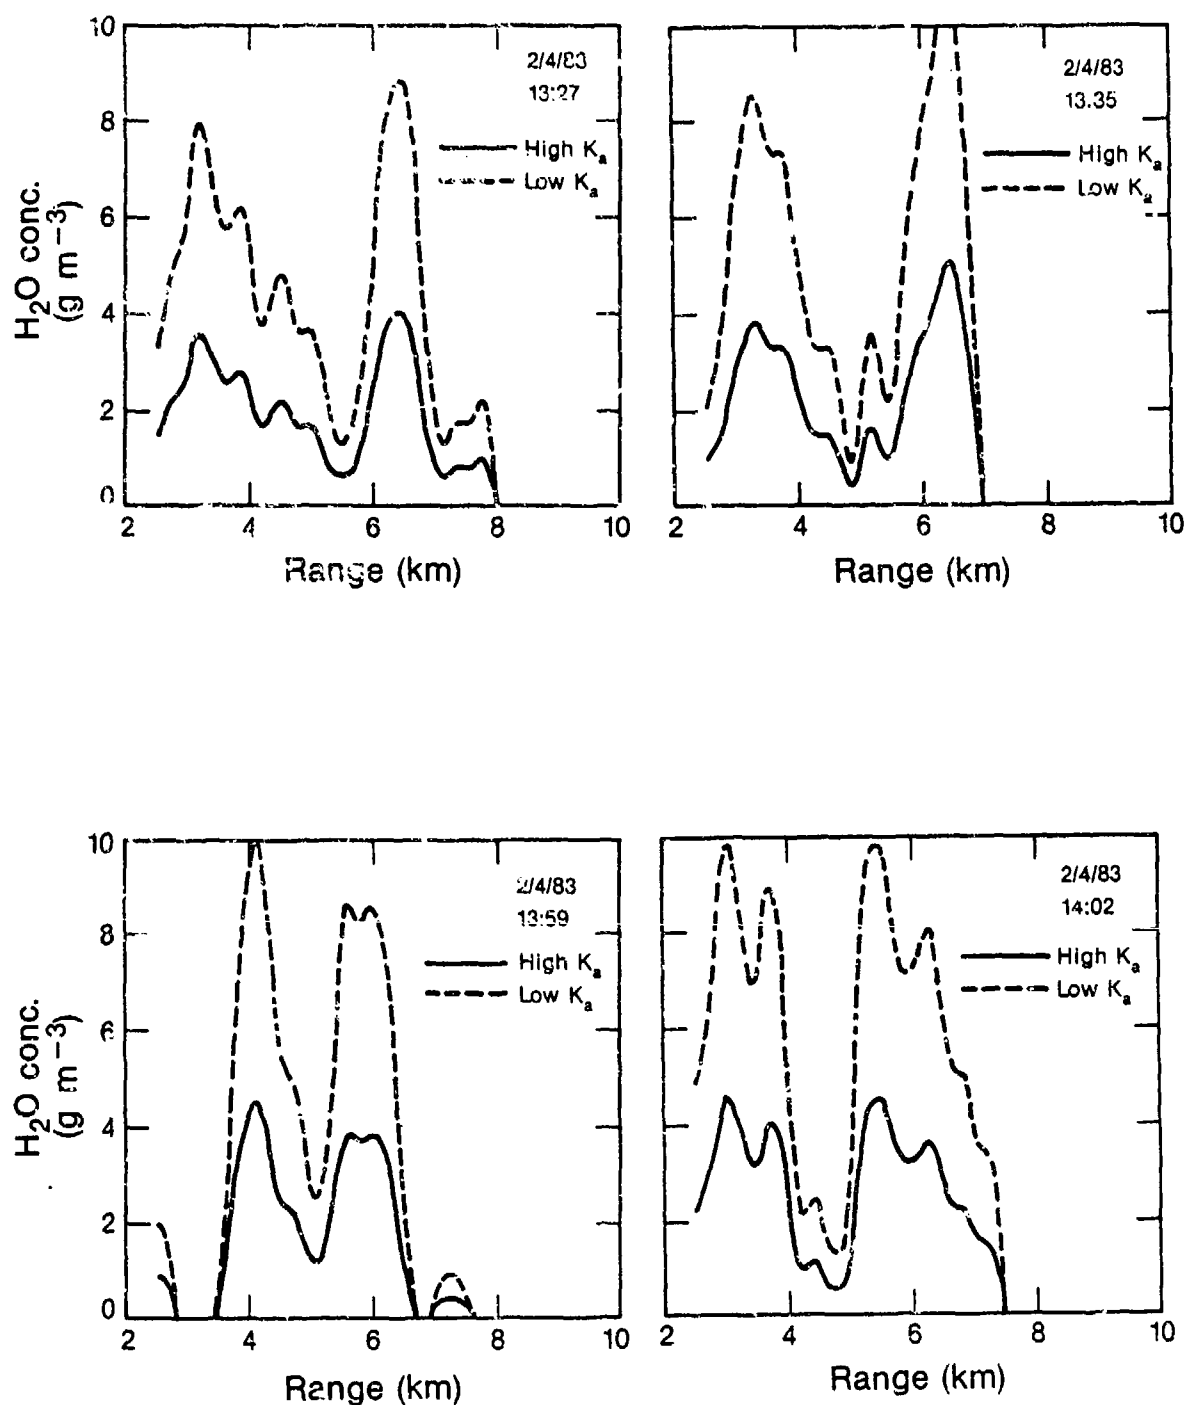 10
8
6
4
2
0
H₂O conc.
(g m⁻³)
2/4/83
13:27
High Kₐ
Low Kₐ
2 4 6 8 10
Range (km)
2/4/83
13.35
High Kₐ
Low Kₐ
2 4 6 8 10
Range (km)
10
8
6
4
2
0
H₂O conc.
(g m⁻³)
2/4/83
13:59
High Kₐ
Low Kₐ
2 4 6 8 10
Range (km)
2/4/83
14:02
High Kₐ
Low Kₐ
2 4 6 8 10
Range (km)